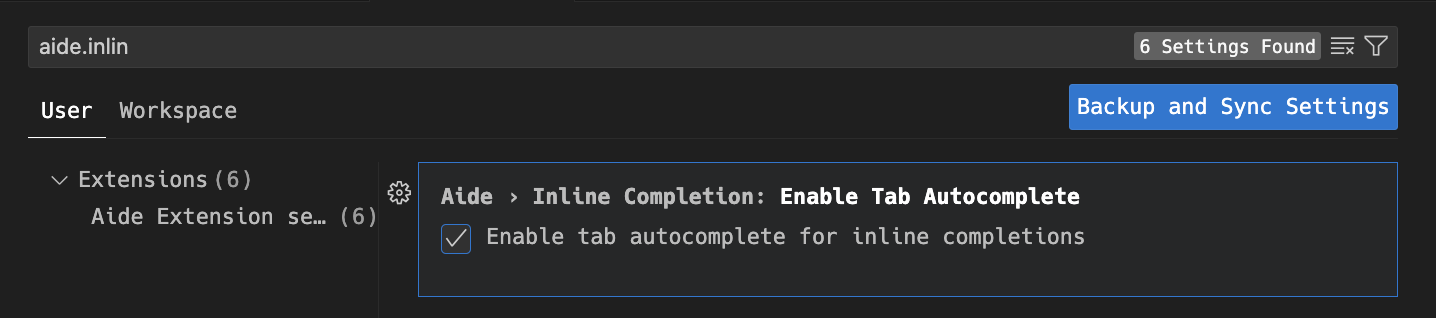 aide.inlin
6 Settings Found
User Workspace
Backup and Sync Settings
Extensions (6)
Aide Extension se… (6)
Aide › Inline Completion: Enable Tab Autocomplete
Enable tab autocomplete for inline completions